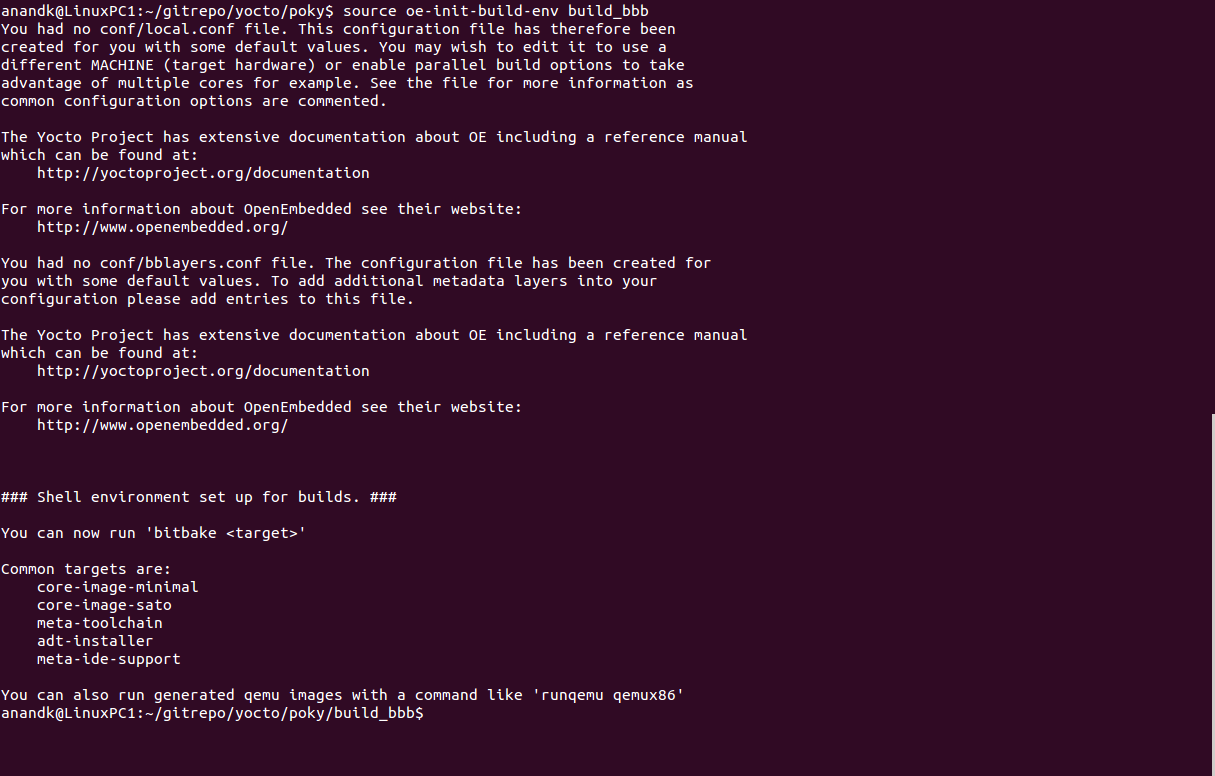 anandk@LinuxPC1:~/gitrepo/yocto/poky$ source oe-init-build-env build_bbb
You had no conf/local.conf file. This configuration file has therefore been
created for you with some default values. You may wish to edit it to use a
different MACHINE (target hardware) or enable parallel build options to take
advantage of multiple cores for example. See the file for more information as
common configuration options are commented.

The Yocto Project has extensive documentation about OE including a reference manual
which can be found at:
    http://yoctoproject.org/documentation

For more information about OpenEmbedded see their website:
    http://www.openembedded.org/

You had no conf/bblayers.conf file. The configuration file has been created for
you with some default values. To add additional metadata layers into your
configuration please add entries to this file.

The Yocto Project has extensive documentation about OE including a reference manual
which can be found at:
    http://yoctoproject.org/documentation

For more information about OpenEmbedded see their website:
    http://www.openembedded.org/

### Shell environment set up for builds. ###

You can now run 'bitbake <target>'

Common targets are:
    core-image-minimal
    core-image-sato
    meta-toolchain
    adt-installer
    meta-ide-support

You can also run generated qemu images with a command like 'runqemu qemux86'
anandk@LinuxPC1:~/gitrepo/yocto/poky/build_bbb$